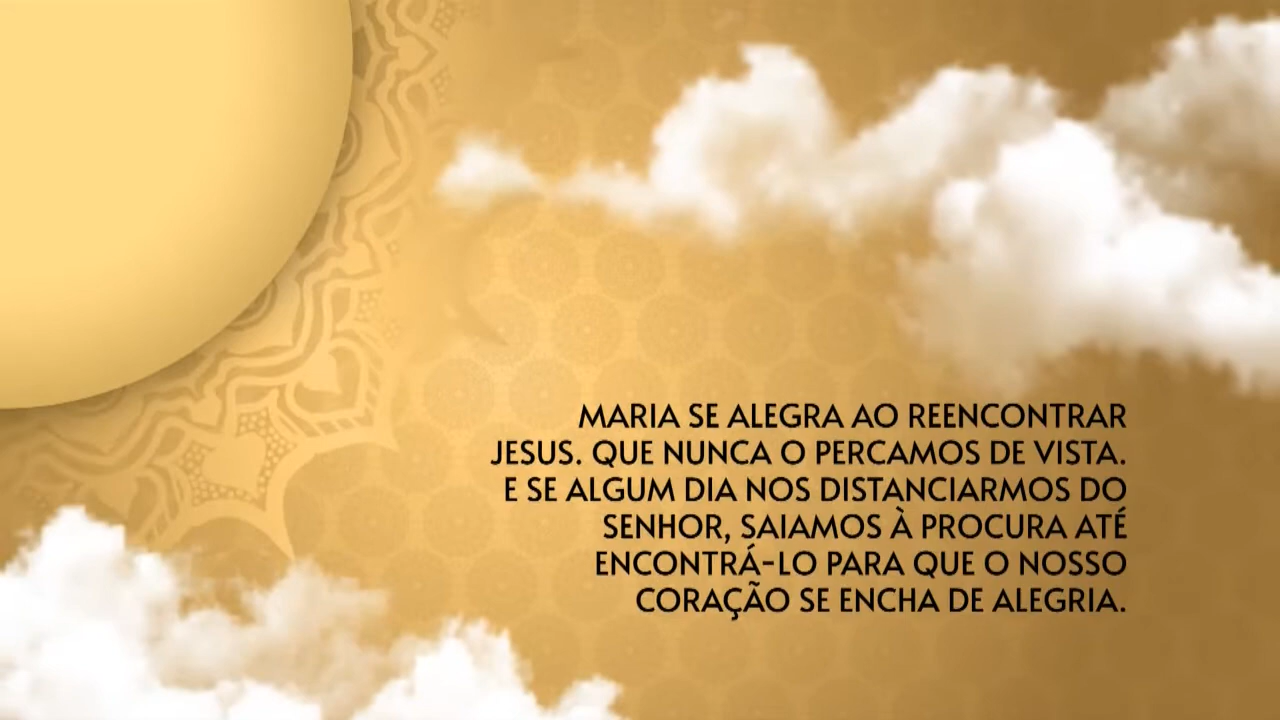 MARIA SE ALEGRA AO REENCONTRAR
JESUS. QUE NUNCA O PERCAMOS DE VISTA.
E SE ALGUM DIA NOS DISTANCIARMOS DO
SENHOR, SAIAMOS À PROCURA ATÉ
ENCONTRÁ-LO PARA QUE O NOSSO
CORAÇÃO SE ENCHA DE ALEGRIA.